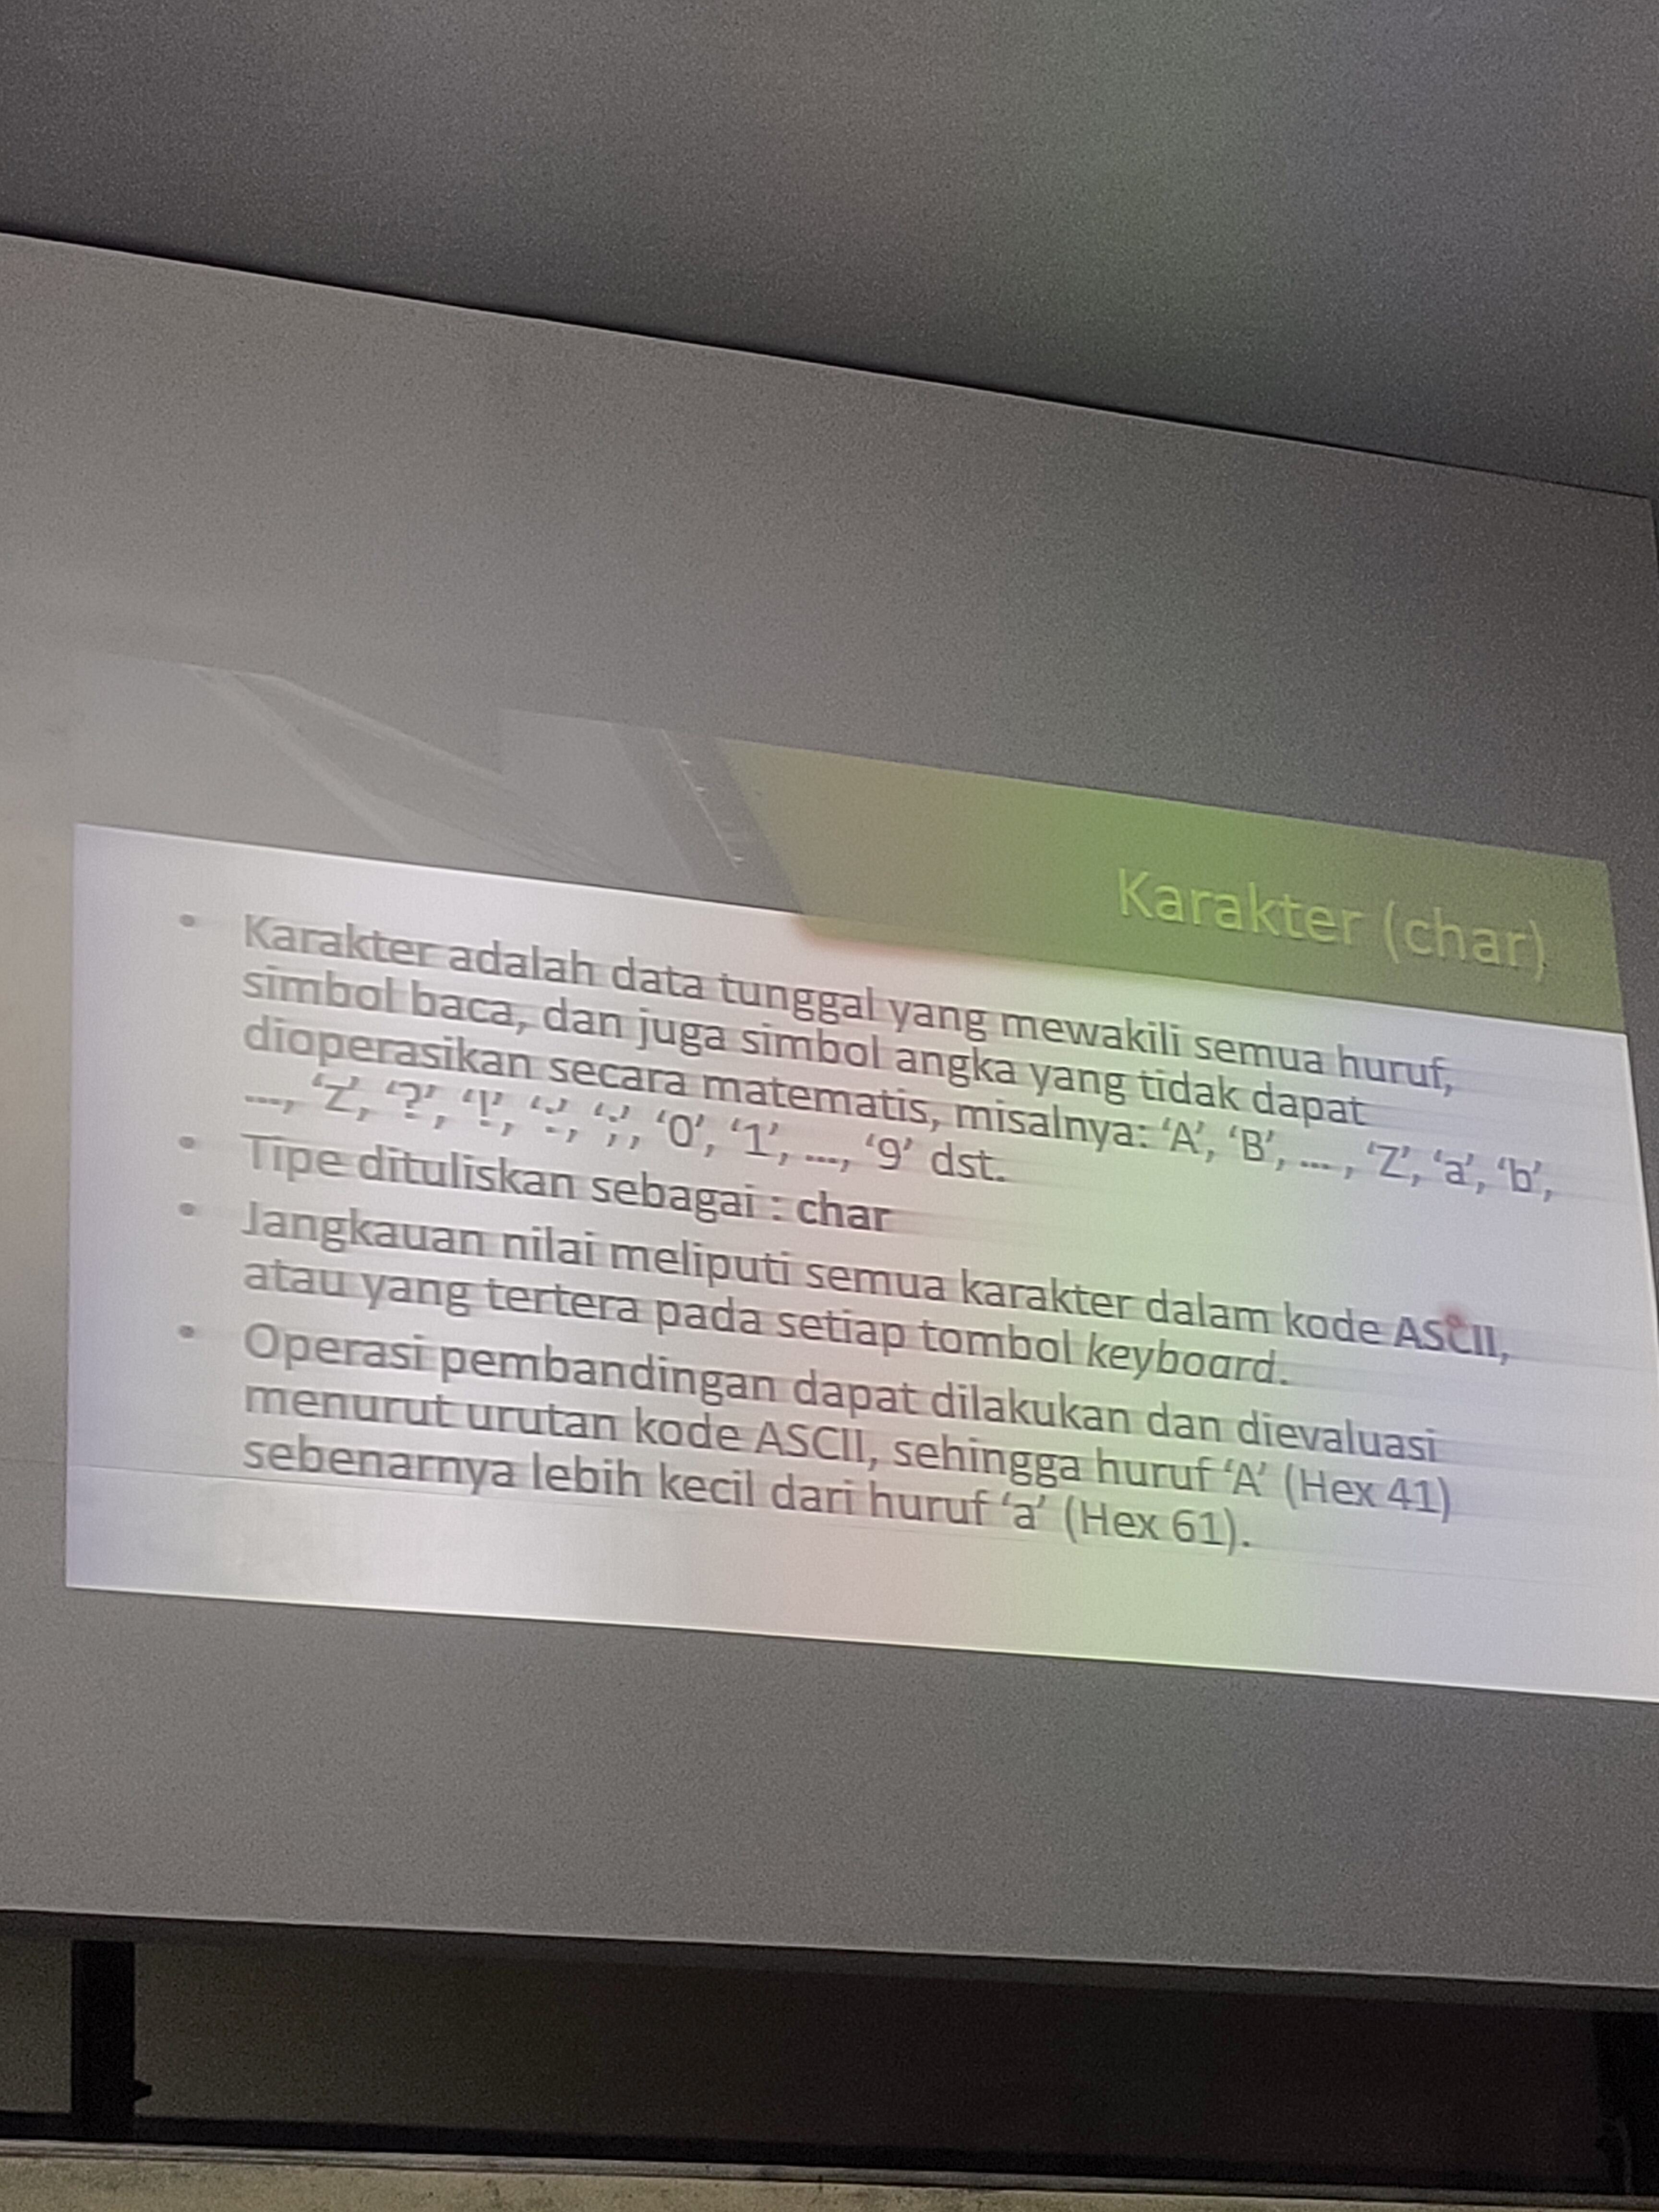 Karakter (char)
• Karakter adalah data tunggal yang mewakili semua huruf,
simbol baca, dan juga simbol angka yang tidak dapat
dioperasikan secara matematis, misalnya: ‘A’, ‘B’, ... , ‘Z’, ‘a’, ‘b’,
..., ‘z’, ‘?’, ‘!’, ‘:’, ‘;’, ‘0’, ‘1’, ..., ‘9’ dst.
• Tipe dituliskan sebagai : char
• Jangkauan nilai meliputi semua karakter dalam kode ASCII,
atau yang tertera pada setiap tombol keyboard.
• Operasi pembandingan dapat dilakukan dan dievaluasi
menurut urutan kode ASCII, sehingga huruf ‘A’ (Hex 41)
sebenarnya lebih kecil dari huruf ‘a’ (Hex 61).